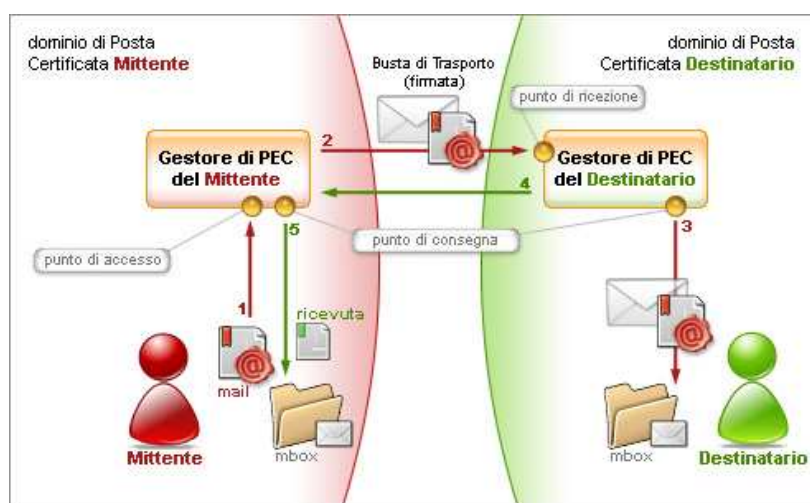 dominio di Posta
Certificata Mittente
Busta di Trasporto
(firmata)
dominio di Posta
Certificata Destinatario
punto di ricezione
2
Gestore di PEC
del Mittente
Gestore di PEC
del Destinatario
4
5
3
punto di accesso
punto di consegna
1
ricevuta
mail
mbox
Mittente
mbox
Destinatario